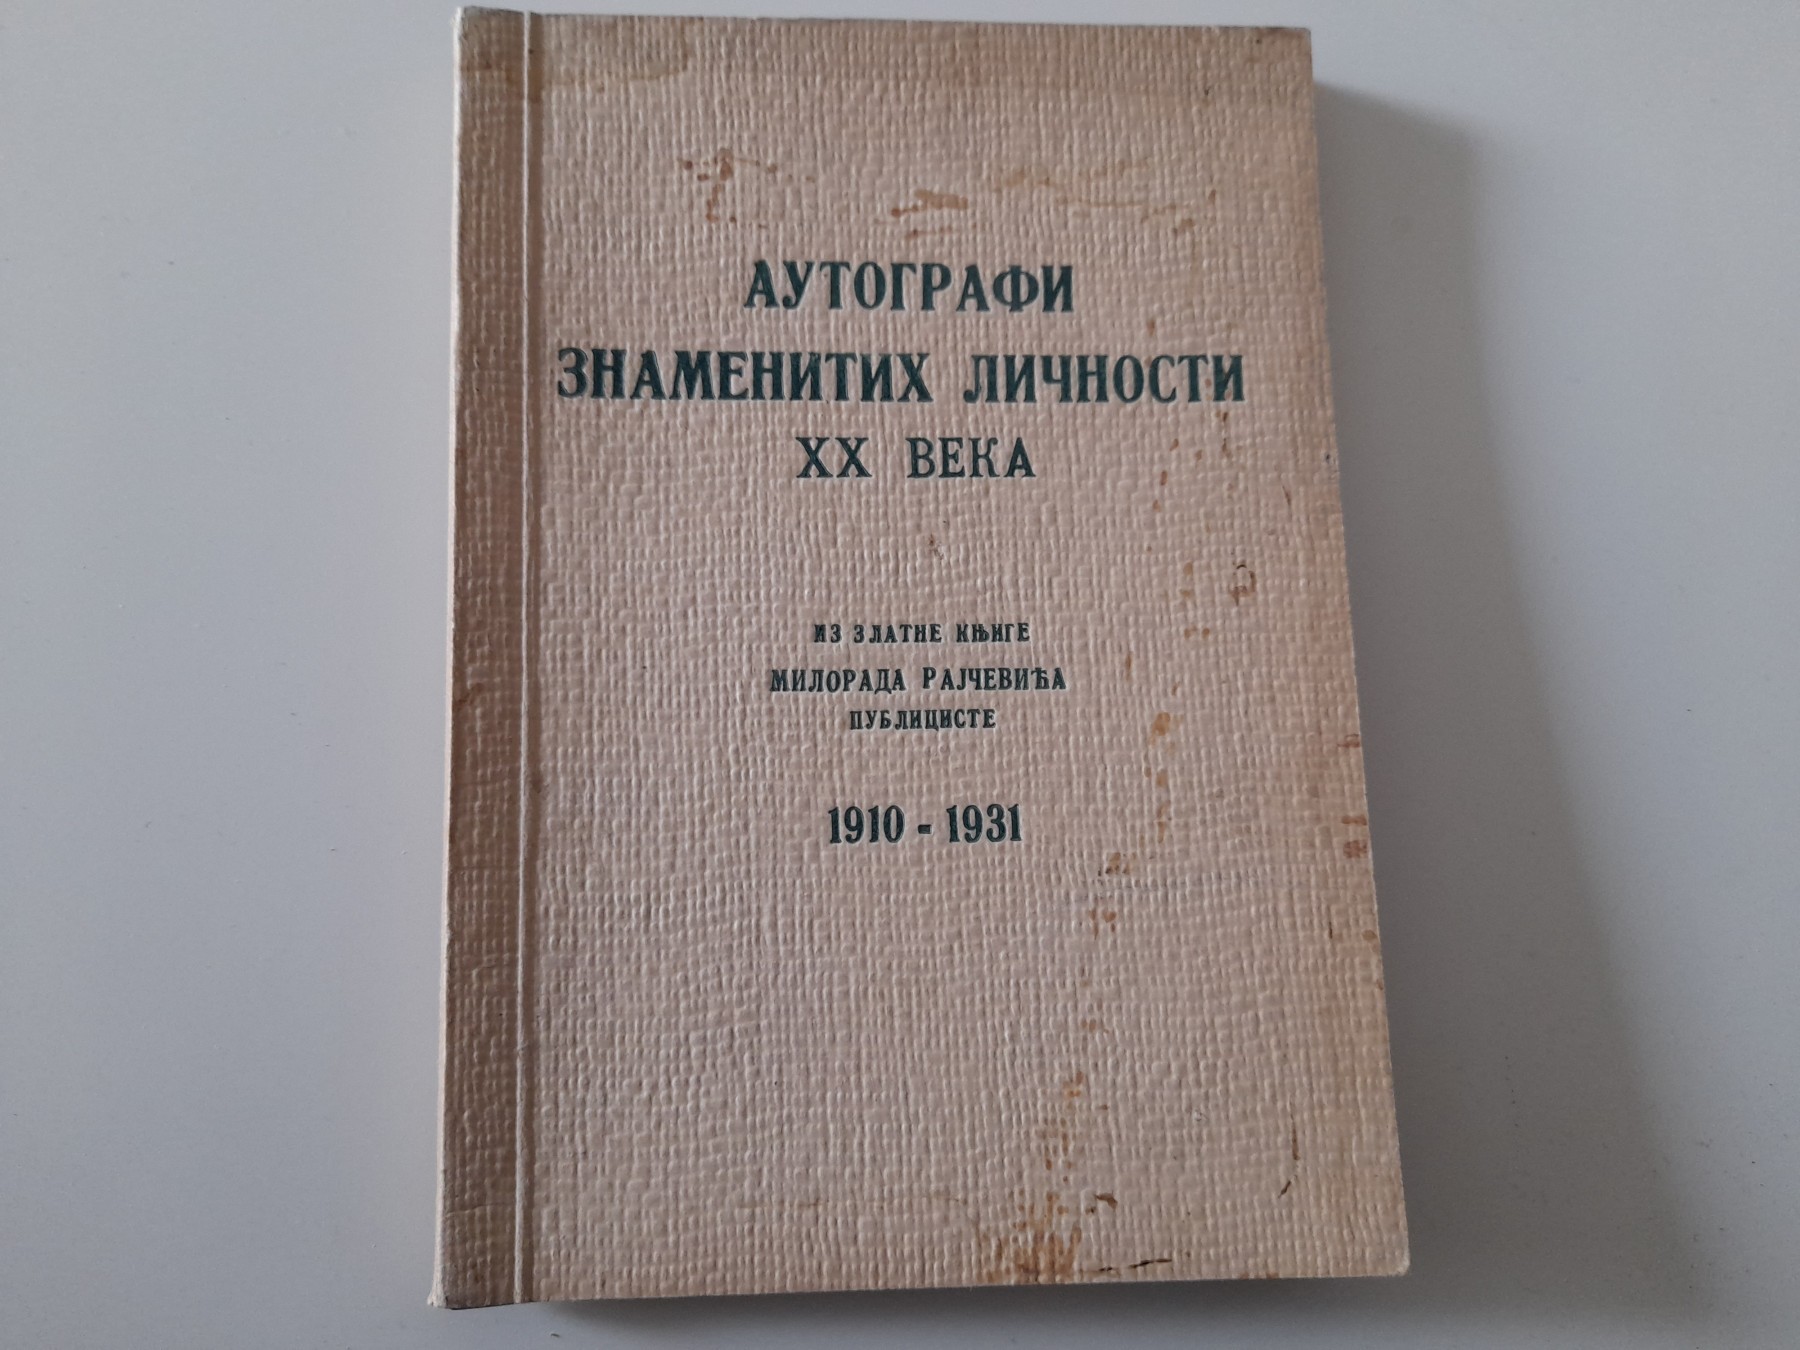 АУТОГРАФИ
ЗНАМЕНИТИХ ЛИЧНОСТИ
XX ВЕКА
ИЗ ЗЛАТНЕ КЊИГЕ
МИЛОРАДА РАЈЧЕВИЋА
ПУБЛИЦИСТЕ
1910 - 1931